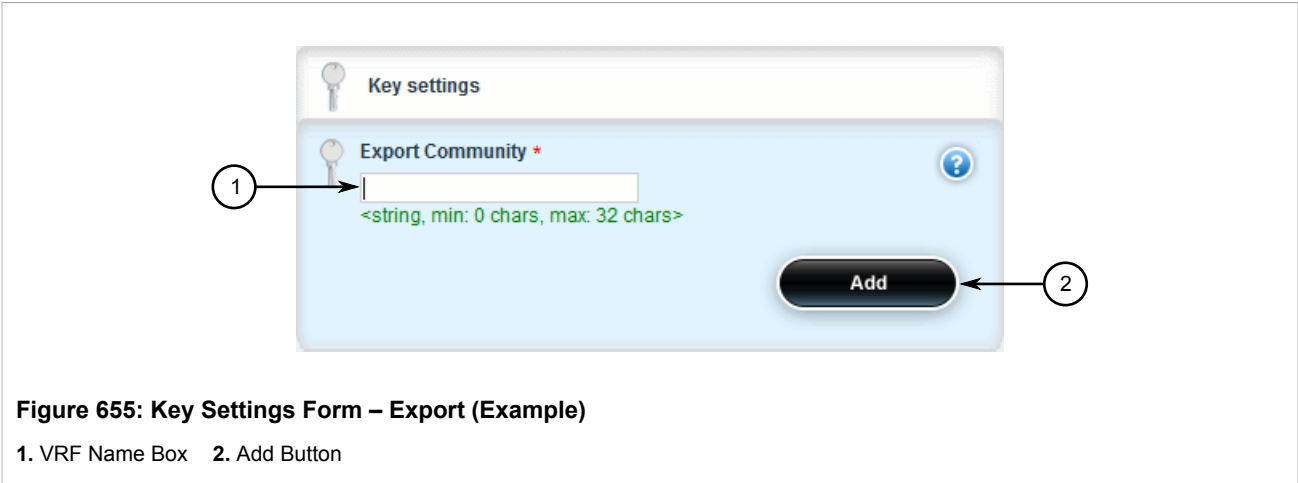 Key settings
Export Community *
1
<string, min: 0 chars, max: 32 chars>
?
Add
2
Figure 655: Key Settings Form – Export (Example)
1. VRF Name Box 2. Add Button